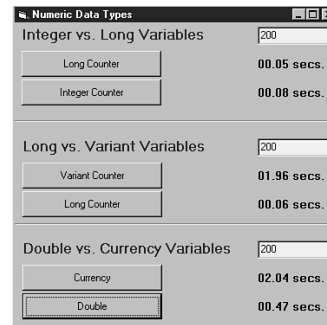 Numeric Data Types
Integer vs. Long Variables 200
Long Counter 00.05 secs.
Integer Counter 00.08 secs.
Long vs. Variant Variables 200
Variant Counter 01.96 secs.
Long Counter 00.06 secs.
Double vs. Currency Variables 200
Currency 02.04 secs.
Double 00.47 secs.